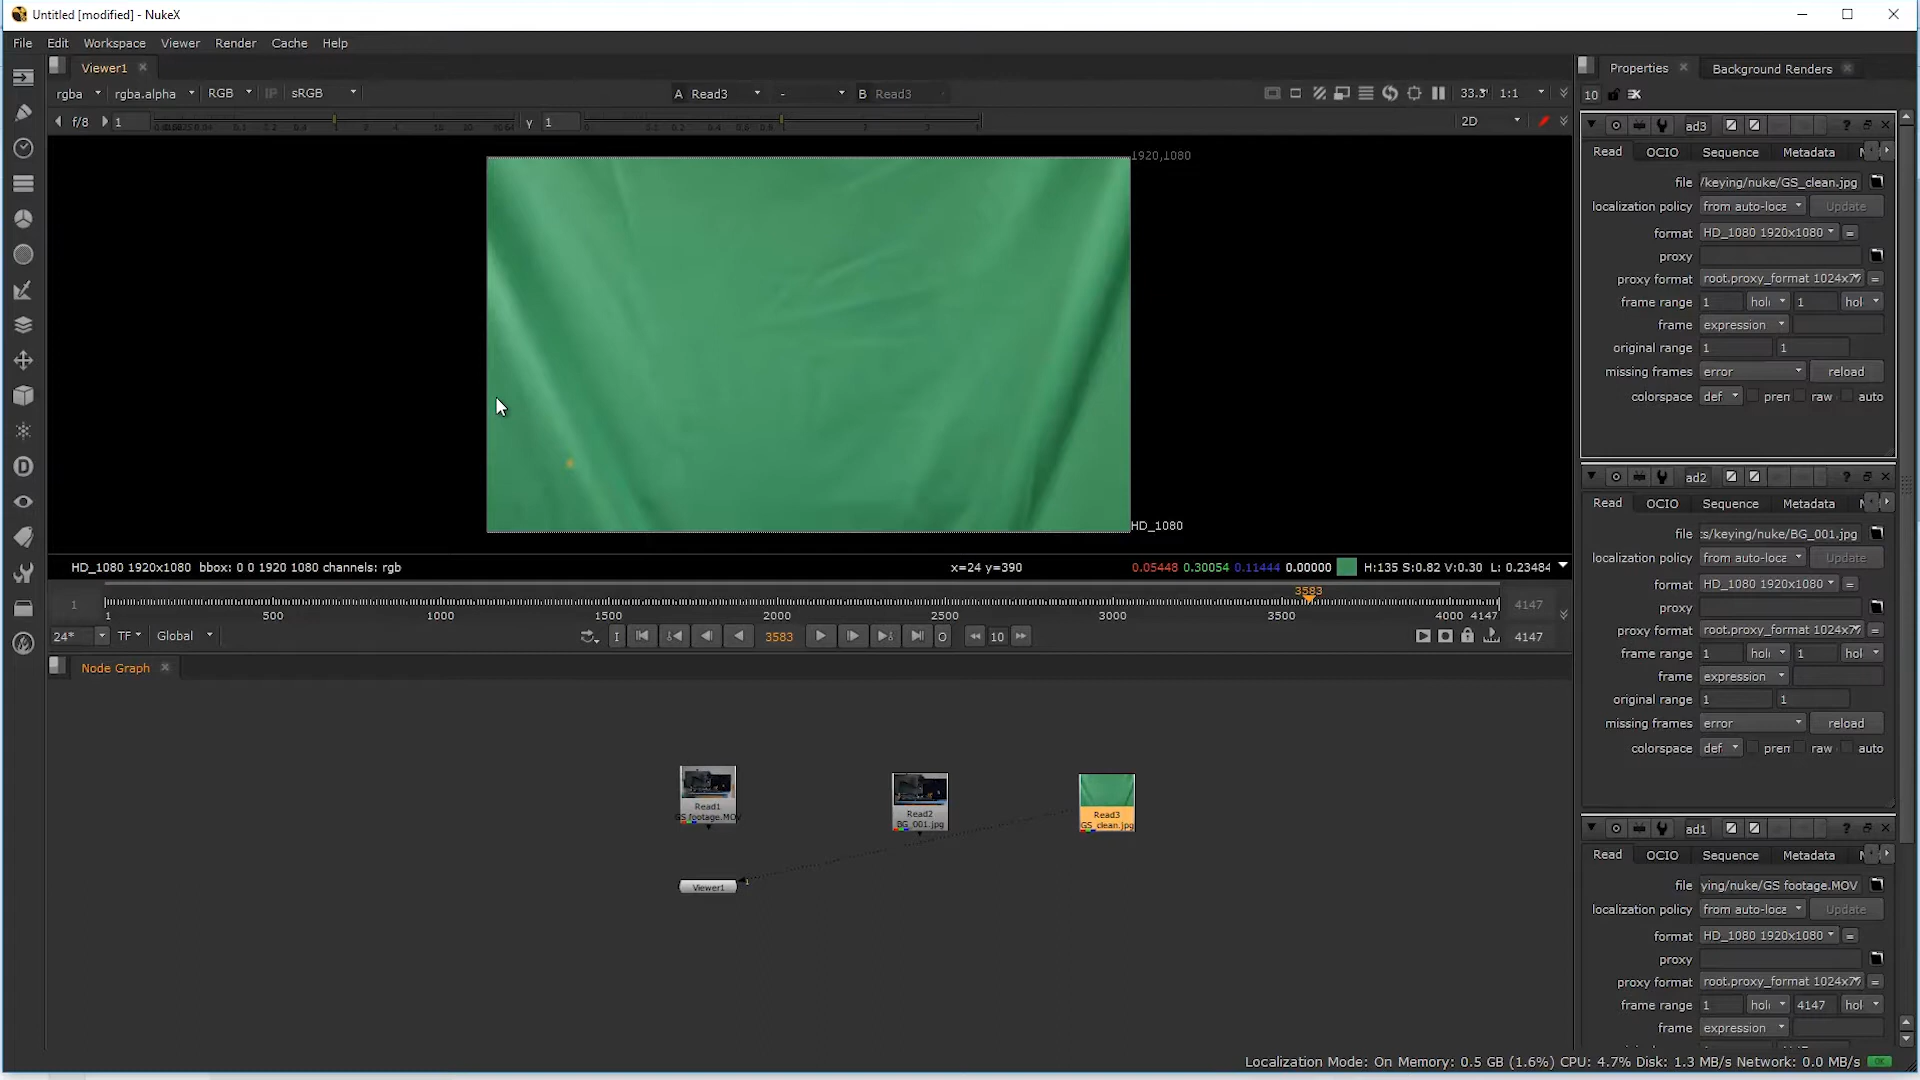 Untitled [modified] - NukeX
File Edit Workspace Viewer Render Cache Help
Viewer1
rgba rgba.alpha RGB IP sRGB A Read3 - B Read3 33.3 1:1
f/8 1 γ 1 2D
1920,1080
HD_1080
HD_1080 1920x1080 bbox: 0 0 1920 1080 channels: rgb x=24 y=390 0.05448 0.30054 0.11444 0.00000 H:135 S:0.82 V:0.30 L: 0.23484
3583
1 4147
1 500 1000 1500 2000 2500 3000 3500 4000 4147
24* TF Global I 3583 O 10 4147
Node Graph
Read1
GS footage.MOV
Read2
BG_001.jpg
Read3
GS_clean.jpg
Viewer1
1
Properties Background Renders
10
ad3 ?
Read OCIO Sequence Metadata
file /keying/nuke/GS_clean.jpg
localization policy from auto-loca Update
format HD_1080 1920x1080 =
proxy
proxy format root.proxy_format 1024x7 =
frame range 1 hol 1 hol
frame expression
original range 1 1
missing frames error reload
colorspace def pren raw auto
ad2 ?
Read OCIO Sequence Metadata
file s/keying/nuke/BG_001.jpg
localization policy from auto-loca Update
format HD_1080 1920x1080 =
proxy
proxy format root.proxy_format 1024x7 =
frame range 1 hol 1 hol
frame expression
original range 1 1
missing frames error reload
colorspace def pren raw auto
ad1 ?
Read OCIO Sequence Metadata
file ying/nuke/GS footage.MOV
localization policy from auto-loca Update
format HD_1080 1920x1080 =
proxy
proxy format root.proxy_format 1024x7 =
frame range 1 hol 4147 hol
frame expression
Localization Mode: On Memory: 0.5 GB (1.6%) CPU: 4.7% Disk: 1.3 MB/s Network: 0.0 MB/s